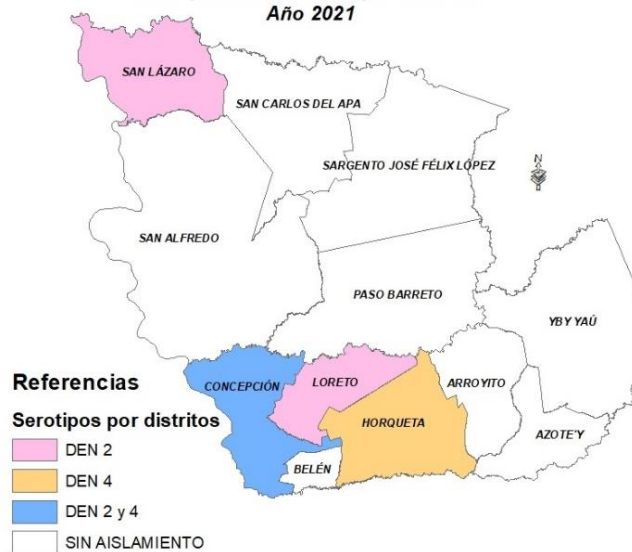 Año 2021
SAN LÁZARO
SAN CARLOS DEL APA
SARGENTO JOSÉ FÉLIX LÓPEZ
N
SAN ALFREDO
PASO BARRETO
YBY YAÚ
CONCEPCIÓN
LORETO
ARROYITO
HORQUETA
AZOTE'Y
BELÉN
Referencias
Serotipos por distritos
DEN 2
DEN 4
DEN 2 y 4
SIN AISLAMIENTO